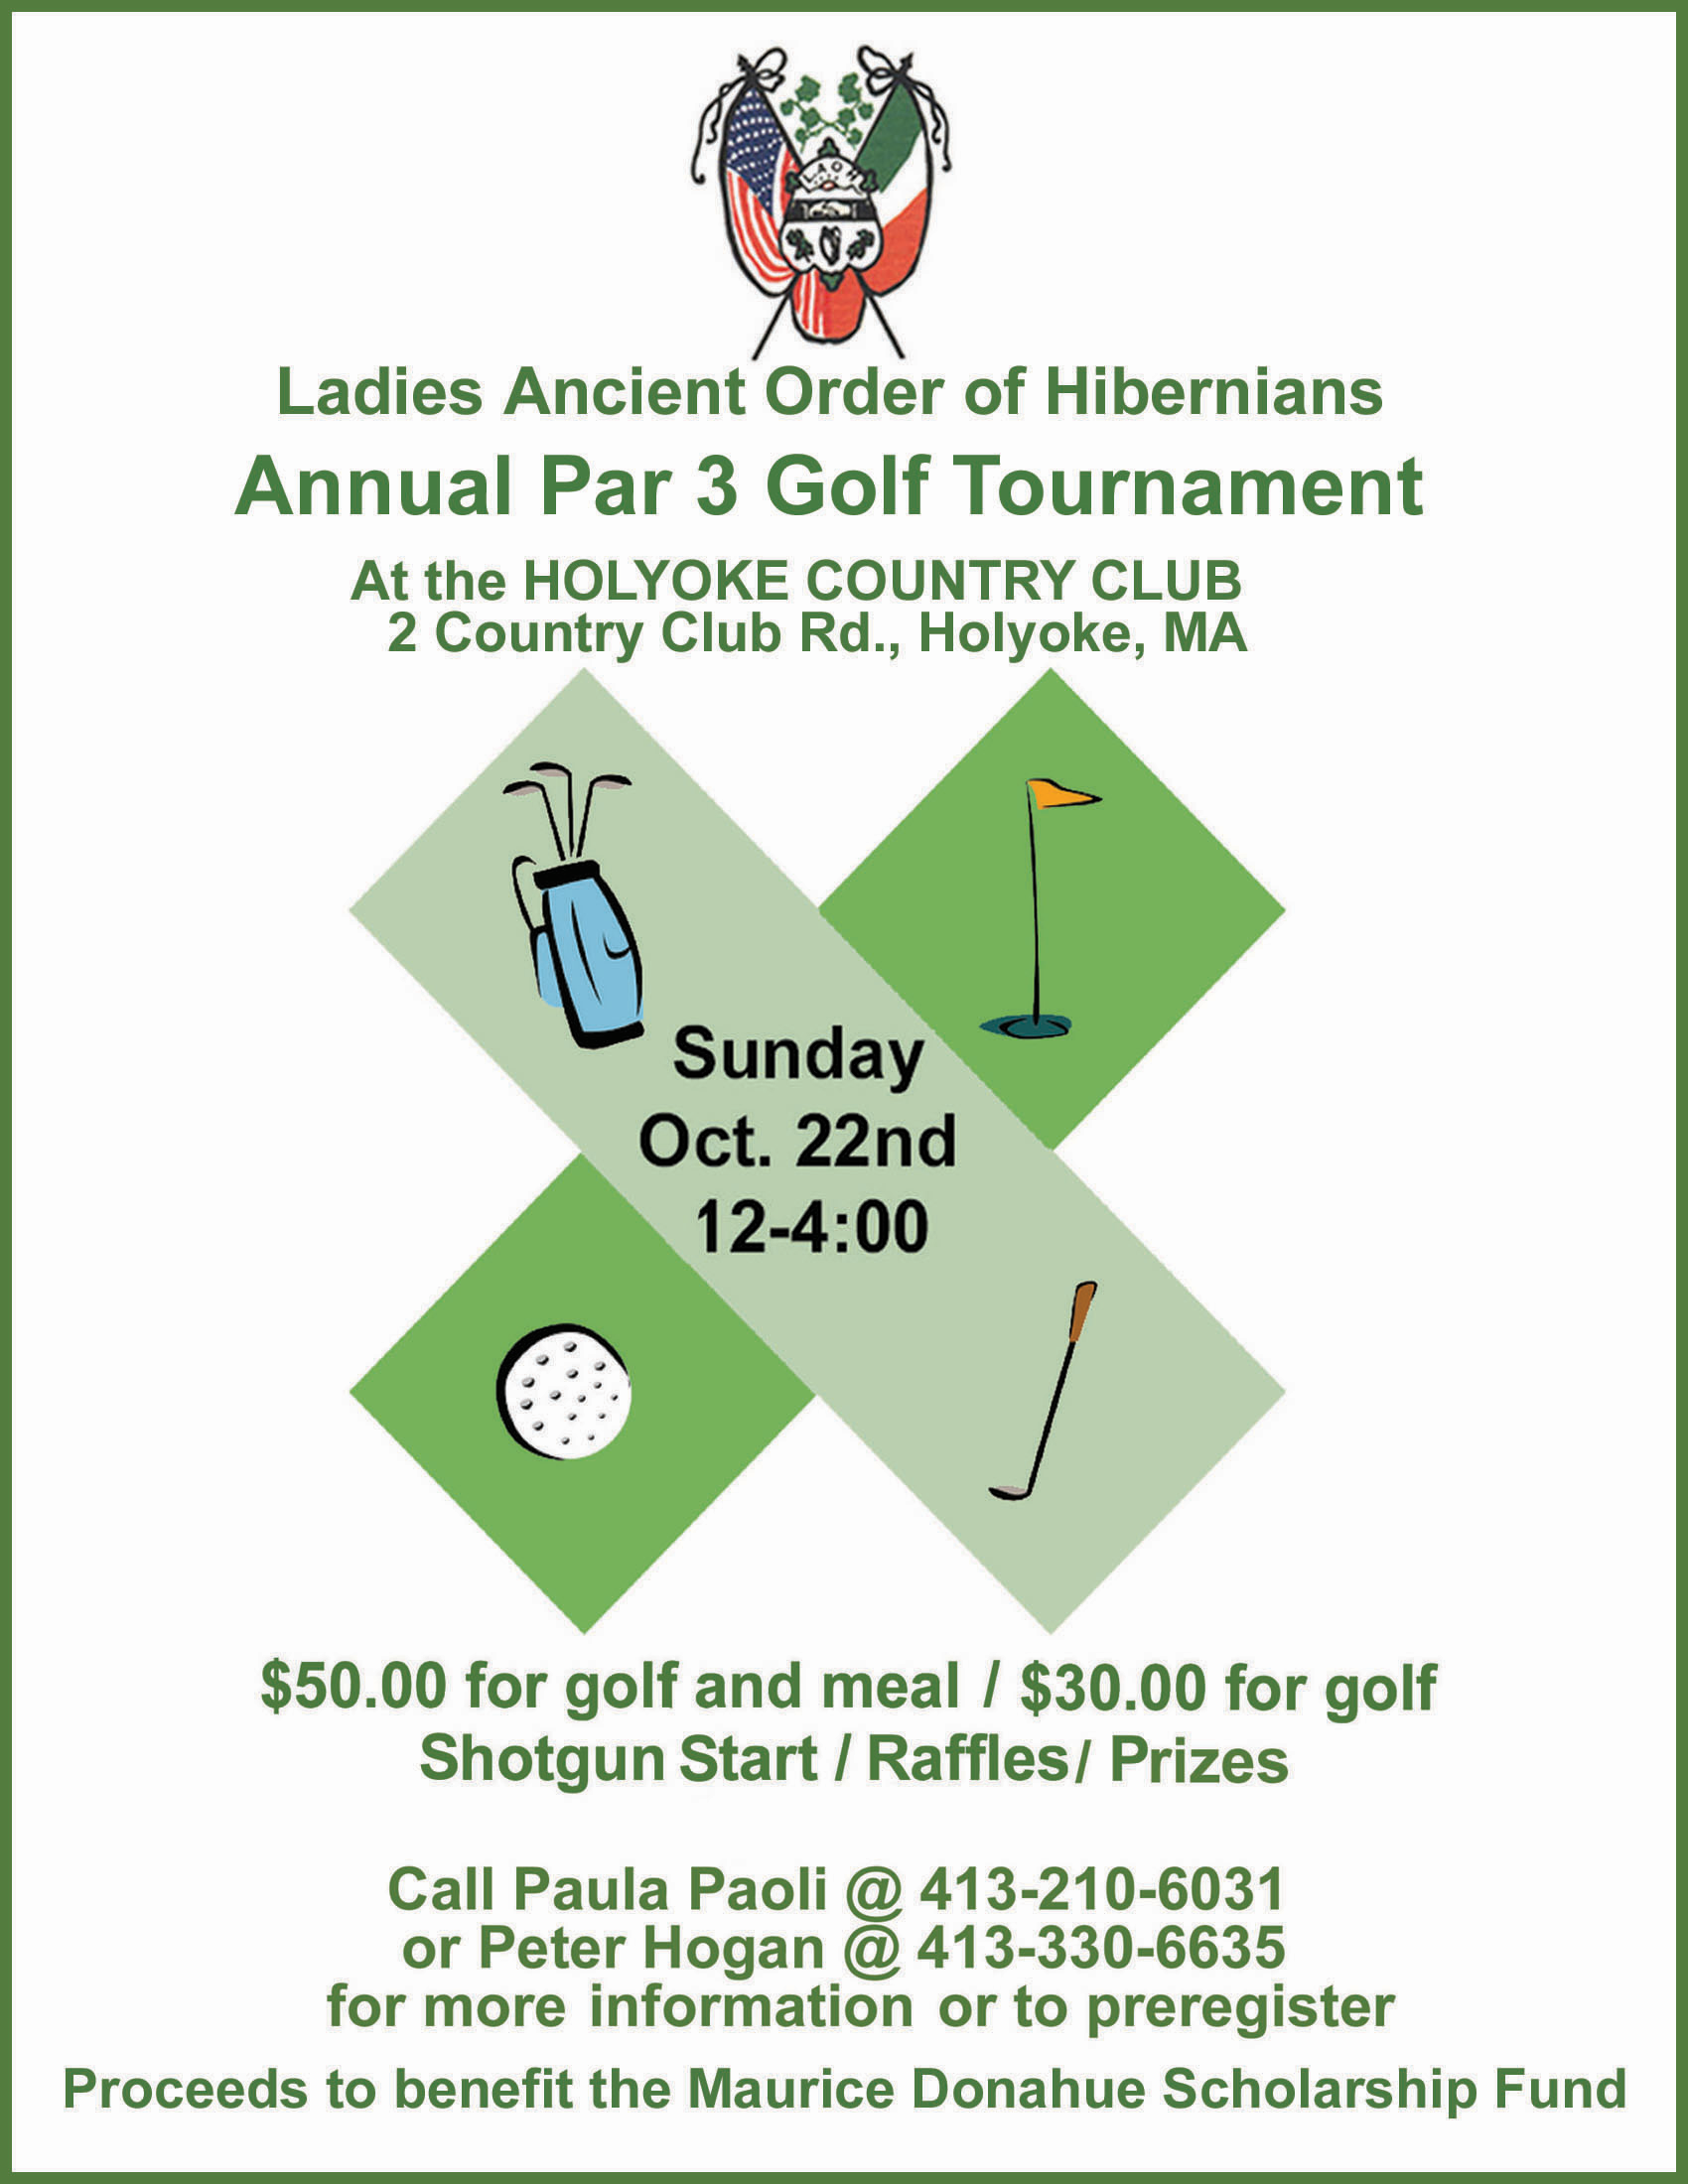 LAOH
Ladies Ancient Order of Hibernians
Annual Par 3 Golf Tournament
At the HOLYOKE COUNTRY CLUB
2 Country Club Rd., Holyoke, MA
Sunday
Oct. 22nd
12-4:00
$50.00 for golf and meal / $30.00 for golf
Shotgun Start / Raffles/ Prizes
Call Paula Paoli @ 413-210-6031
or Peter Hogan @ 413-330-6635
for more information or to preregister
Proceeds to benefit the Maurice Donahue Scholarship Fund